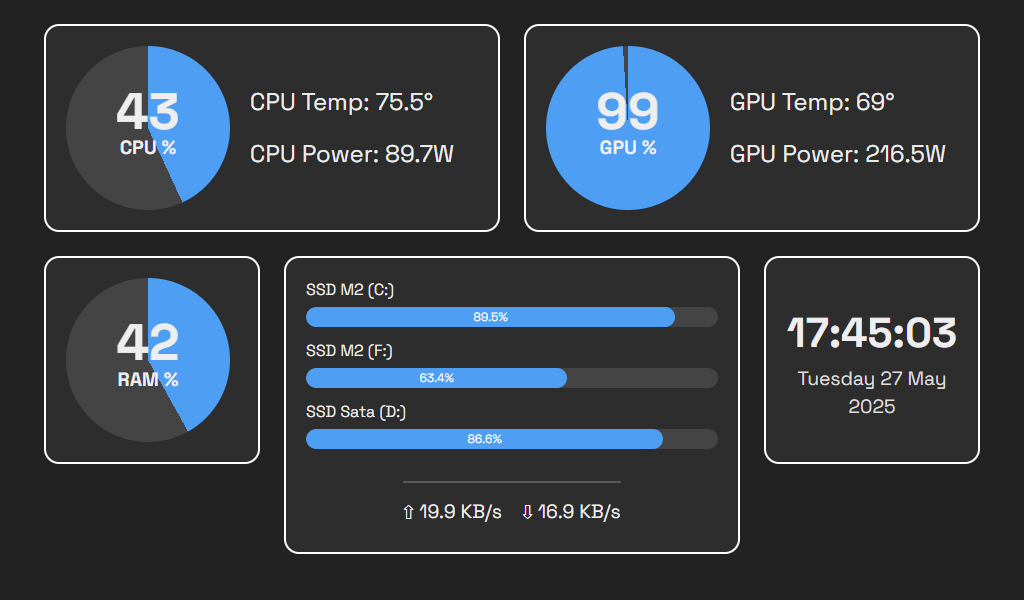 43
CPU %
CPU Temp: 75.5°
CPU Power: 89.7W
99
GPU %
GPU Temp: 69°
GPU Power: 216.5W
42
RAM %
SSD M2 (C:)
89.5%
SSD M2 (F:)
63.4%
SSD Sata (D:)
86.6%
⇧ 19.9 KB/s ⇩ 16.9 KB/s
17:45:03
Tuesday 27 May
2025